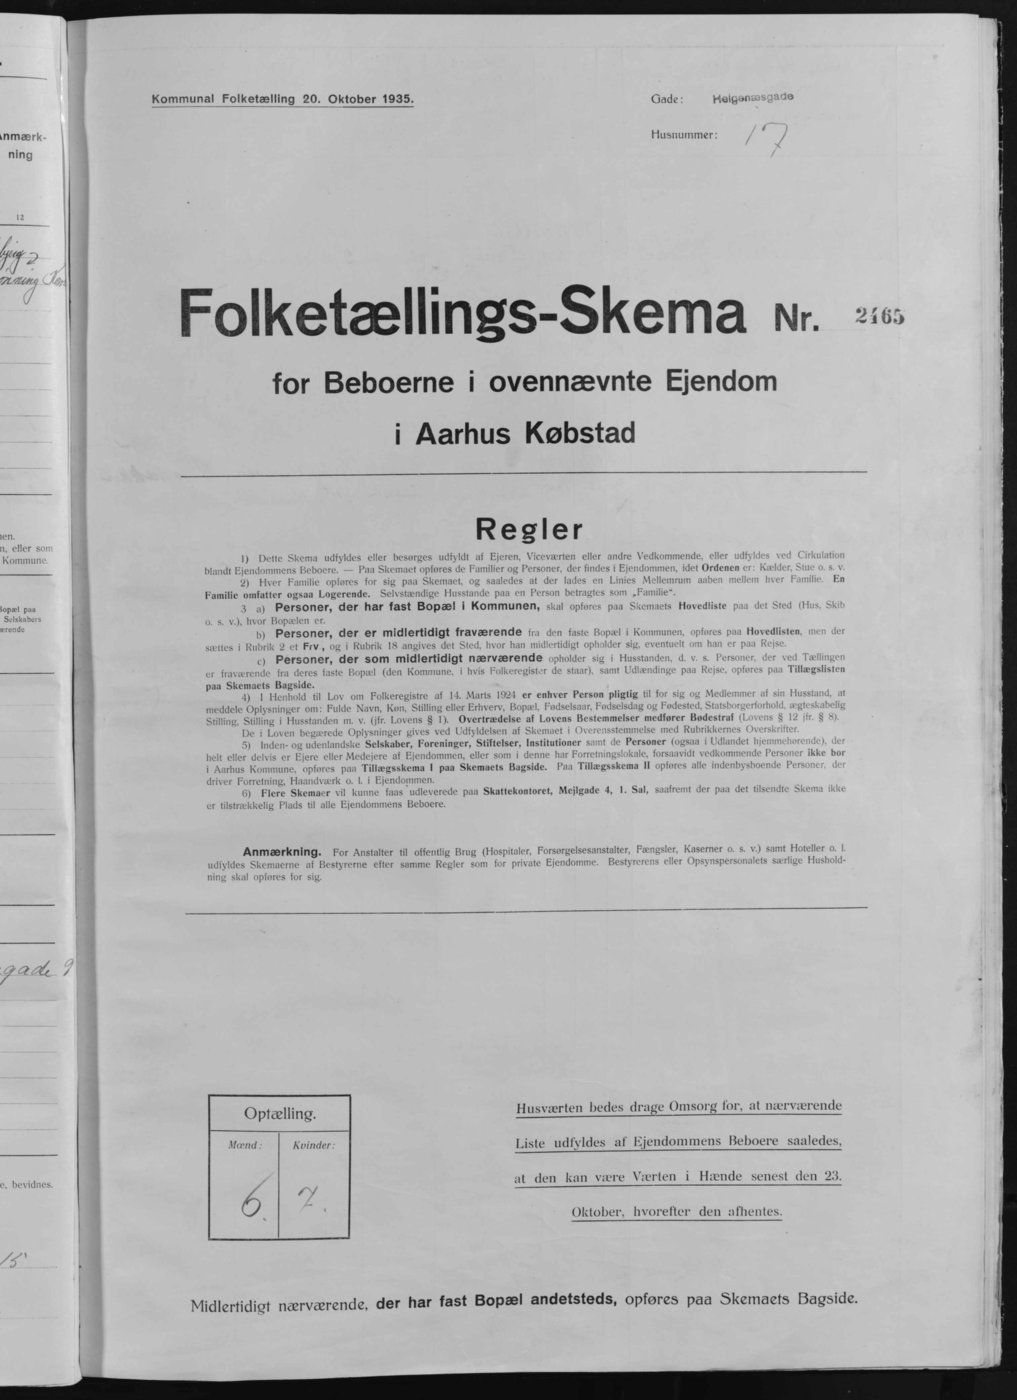 Anmærk-
ning
12
en, eller som
Kommune.
Bopæl paa
Selskabers
ærende
gade 9
e, bevidnes.
15
Kommunal Folketælling 20. Oktober 1935.
Gade: Helgenæsgade
Husnummer: 17
Folketællings-Skema Nr. 2465
for Beboerne i ovennævnte Ejendom
i Aarhus Købstad
Regler
1) Dette Skema udfyldes eller besørges udfyldt af Ejeren, Viceværten eller andre Vedkommende, eller udfyldes ved Cirkulation
blandt Ejendommens Beboere. — Paa Skemaet opføres de Familier og Personer, der findes i Ejendommen, idet Ordenen er: Kælder, Stue o. s. v.
2) Hver Familie opføres for sig paa Skemaet, og saaledes at der lades en Linies Mellemrum aaben mellem hver Familie. En
Familie omfatter ogsaa Logerende. Selvstændige Husstande paa en Person betragtes som „Familie“.
3 a) Personer, der har fast Bopæl i Kommunen, skal opføres paa Skemaets Hovedliste paa det Sted (Hus, Skib
o. s. v.), hvor Bopælen er.
b) Personer, der er midlertidigt fraværende fra den faste Bopæl i Kommunen, opføres paa Hovedlisten, men der
sættes i Rubrik 2 et Frv., og i Rubrik 18 angives det Sted, hvor han midlertidigt opholder sig, eventuelt om han er paa Rejse.
c) Personer, der som midlertidigt nærværende opholder sig i Husstanden, d. v. s. Personer, der ved Tællingen
er fraværende fra deres faste Bopæl (den Kommune, i hvis Folkeregister de staar), samt Udlændinge paa Rejse, opføres paa Tillægslisten
paa Skemaets Bagside.
4) I Henhold til Lov om Folkeregistre af 14. Marts 1924 er enhver Person pligtig til for sig og Medlemmer af sin Husstand, at
meddele Oplysninger om: Fulde Navn, Køn, Stilling eller Erhverv, Bopæl, Fødselsaar, Fødselsdag og Fødested, Statsborgerforhold, ægteskabelig
Stilling, Stilling i Husstanden m. v. (jfr. Lovens § 1). Overtrædelse af Lovens Bestemmelser medfører Bødestraf (Lovens § 12 jfr. § 8).
De i Loven begærede Oplysninger gives ved Udfyldelsen af Skemaet i Overensstemmelse med Rubrikkernes Overskrifter.
5) Inden- og udenlandske Selskaber, Foreninger, Stiftelser, Institutioner samt de Personer (ogsaa i Udlandet hjemmehørende), der
helt eller delvis er Ejere eller Medejere af Ejendommen, eller som i denne har Forretningslokale, forsaavidt vedkommende Personer ikke bor
i Aarhus Kommune, opføres paa Tillægsskema I paa Skemaets Bagside. Paa Tillægsskema II opføres alle indenbysboende Personer, der
driver Forretning, Haandværk o. l. i Ejendommen.
6) Flere Skemaer vil kunne faas udleverede paa Skattekontoret, Mejlgade 4, 1. Sal, saafremt der paa det tilsendte Skema ikke
er tilstrækkelig Plads til alle Ejendommens Beboere.
Anmærkning. For Anstalter til offentlig Brug (Hospitaler, Forsørgelsesanstalter, Fængsler, Kaserner o. s. v.) samt Hoteller o. l.
udfyldes Skemaerne af Bestyrerne efter samme Regler som for private Ejendomme. Bestyrerens eller Opsynspersonalets særlige Hushold-
ning skal opføres for sig.
Optælling.
Mænd: Kvinder:
6. 7.
Husværten bedes drage Omsorg for, at nærværende
Liste udfyldes af Ejendommens Beboere saaledes,
at den kan være Værten i Hænde senest den 23.
Oktober, hvorefter den afhentes.
Midlertidigt nærværende, der har fast Bopæl andetsteds, opføres paa Skemaets Bagside.